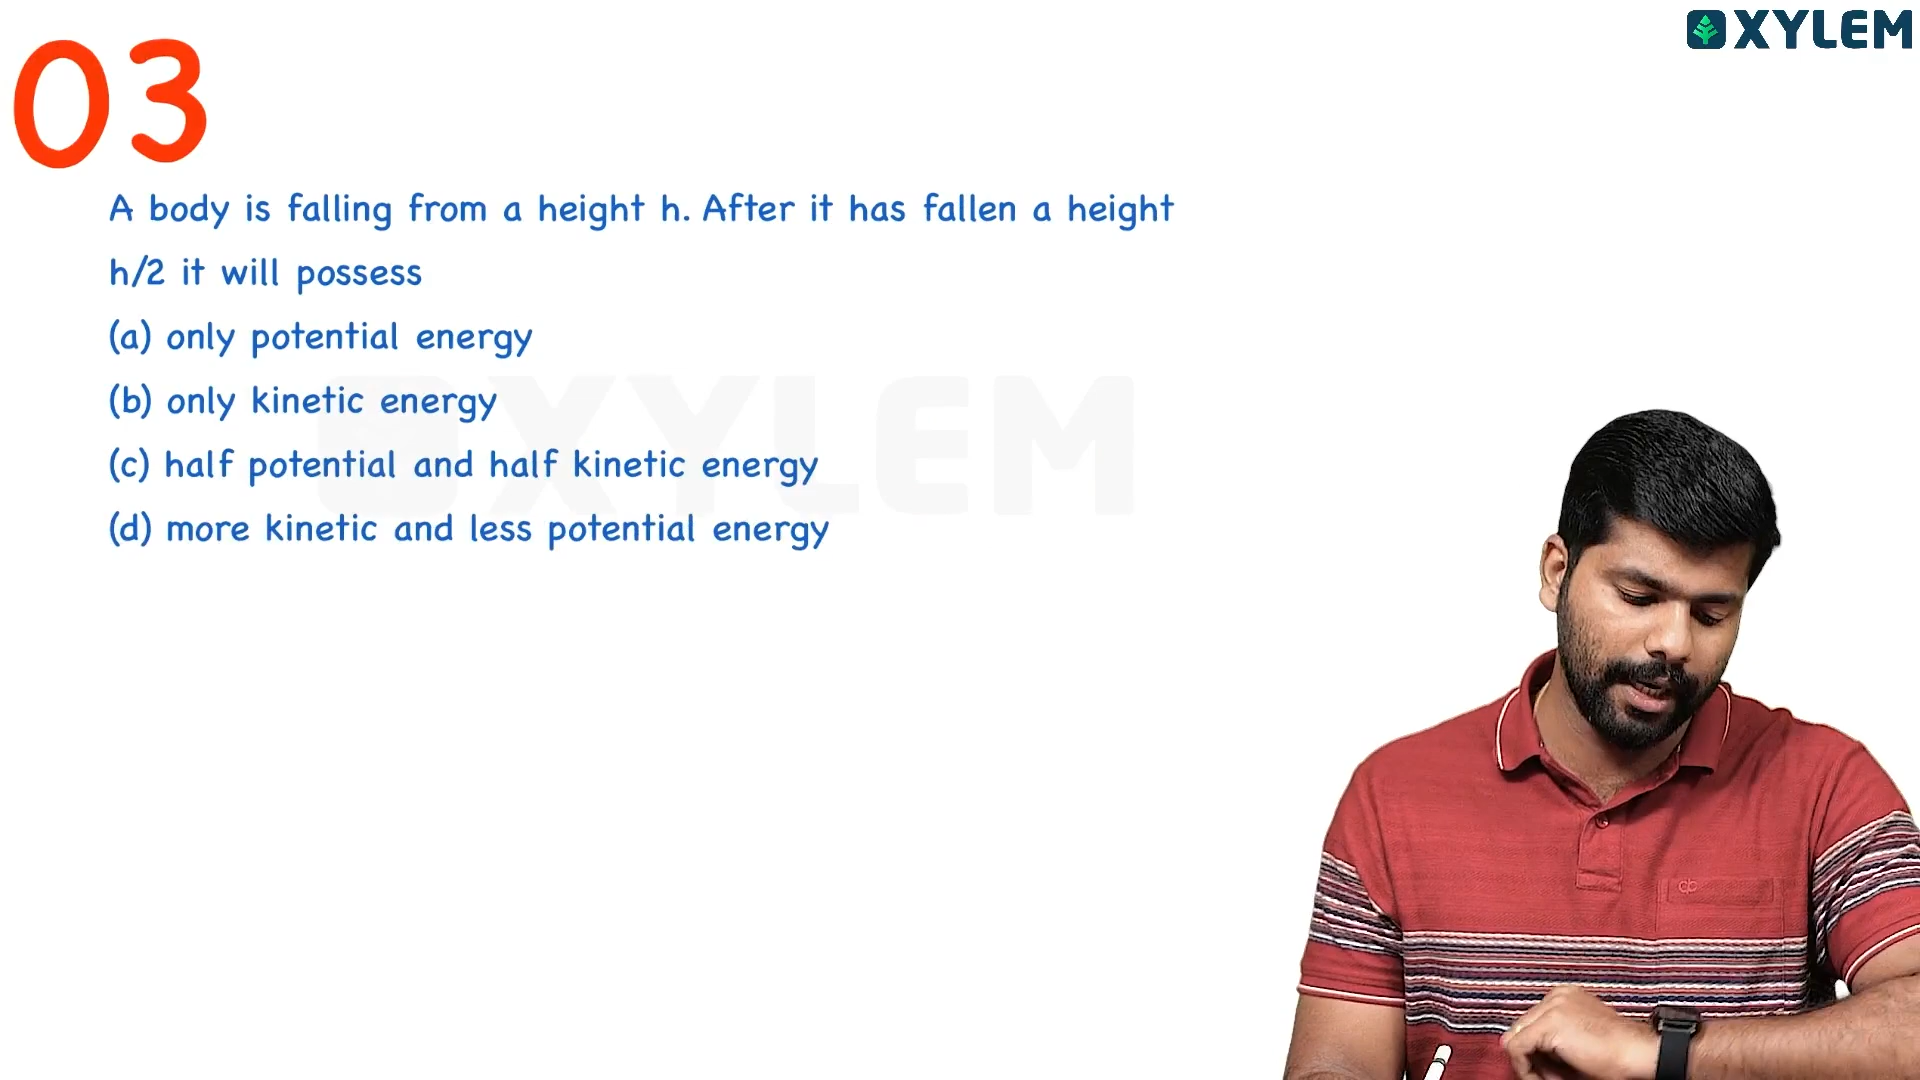 XYLEM
03
A body is falling from a height h. After it has fallen a height
h/2 it will possess
(a) only potential energy
(b) only kinetic energy
(c) half potential and half kinetic energy
(d) more kinetic and less potential energy
XYLEM